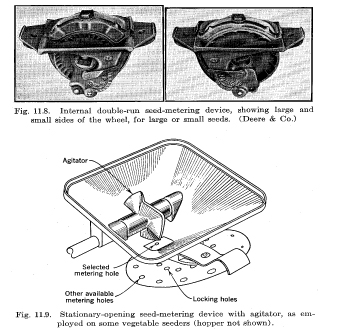 Fig. 11.8. Internal double-run seed-metering device, showing large and
small sides of the wheel, for large or small seeds. (Deere & Co.)
Agitator
Selected
metering hole
Other available
metering holes
Locking holes
Fig. 11.9. Stationary-opening seed-metering device with agitator, as em-
ployed on some vegetable seeders (hopper not shown).